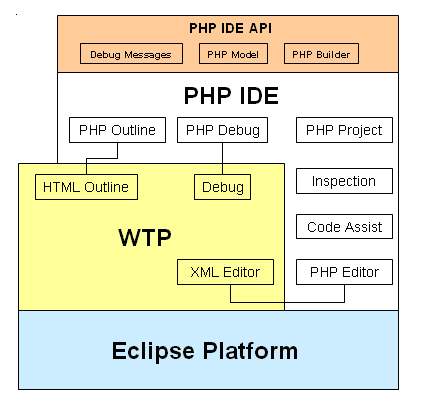 PHP IDE API
Debug Messages
PHP Model
PHP Builder
PHP IDE
PHP Outline
PHP Debug
PHP Project
HTML Outline
Debug
Inspection
WTP
Code Assist
XML Editor
PHP Editor
Eclipse Platform